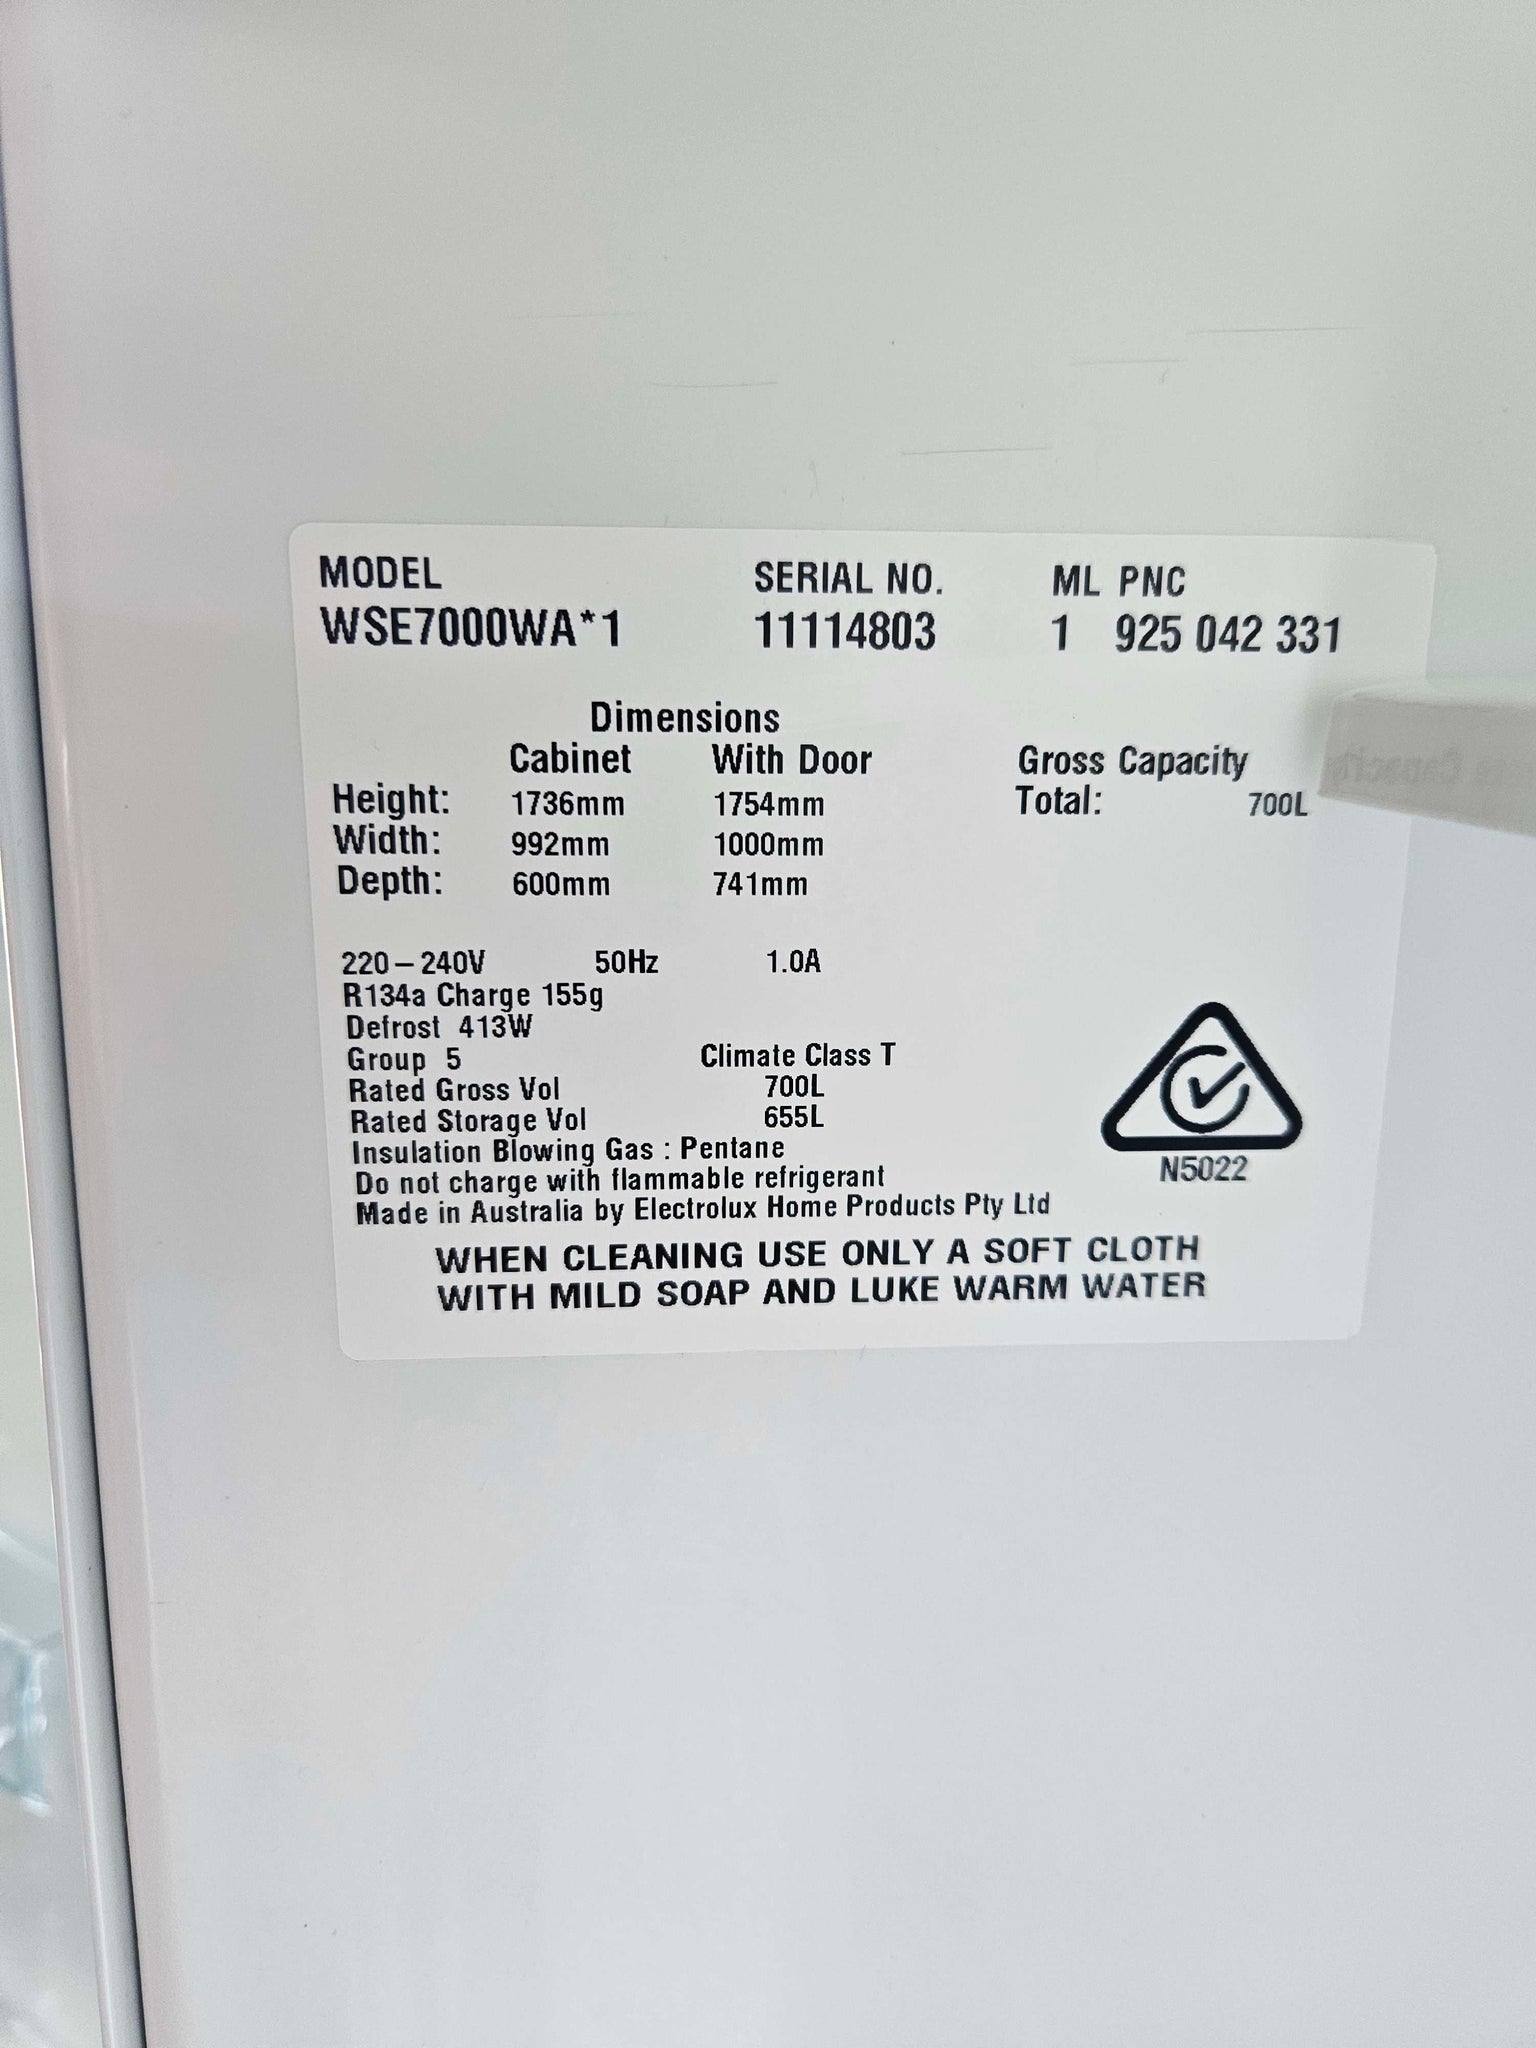 MODEL SERIAL NO. ML PNC
WSE7000WA*1 11114803 1 925 042 331
Dimensions
Cabinet With Door Gross Capacity
Height: 1736mm 1754mm Total: 700L
Width: 992mm 1000mm
Depth: 600mm 741mm
220–240V 50Hz 1.0A
R134a Charge 155g
Defrost 413W
Group 5 Climate Class T
Rated Gross Vol 700L
Rated Storage Vol 655L
Insulation Blowing Gas : Pentane
Do not charge with flammable refrigerant
Made in Australia by Electrolux Home Products Pty Ltd
N5022
WHEN CLEANING USE ONLY A SOFT CLOTH
WITH MILD SOAP AND LUKE WARM WATER